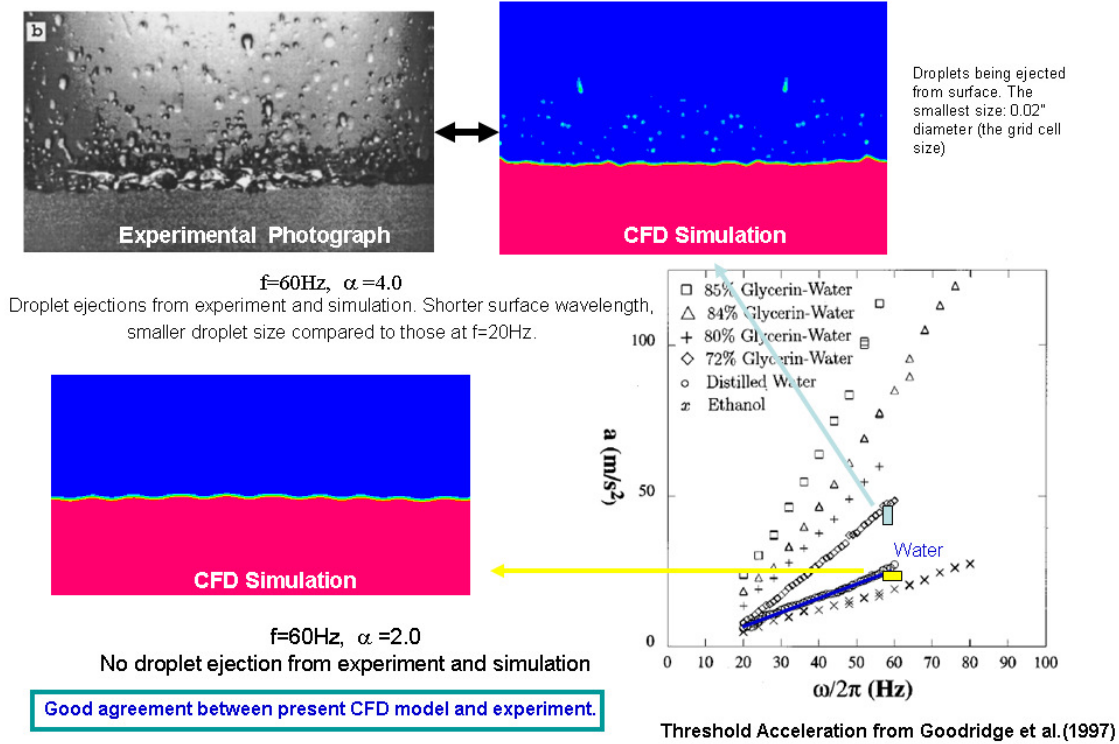 b
Experimental Photograph
CFD Simulation
Droplets being ejected
from surface. The
smallest size: 0.02"
diameter (the grid cell
size)
f=60Hz, α=4.0
Droplet ejections from experiment and simulation. Shorter surface wavelength,
smaller droplet size compared to those at f=20Hz.
CFD Simulation
f=60Hz, α=2.0
No droplet ejection from experiment and simulation
Good agreement between present CFD model and experiment.
□ 85% Glycerin-Water
△ 84% Glycerin-Water
+ 80% Glycerin-Water
◇ 72% Glycerin-Water
○ Distilled Water
x Ethanol
100
50
0
a (m/s²)
Water
0 10 20 30 40 50 60 70 80 90 100
ω/2π (Hz)
Threshold Acceleration from Goodridge et al.(1997)